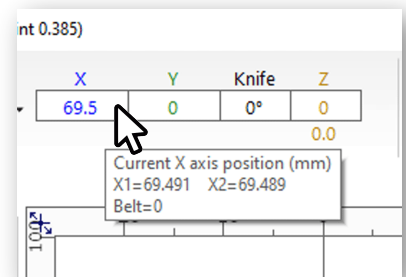 int 0.385)
X Y Knife Z
69.5 0 0° 0
0.0
Current X axis position (mm)
X1=69.491 X2=69.489
Belt=0
100